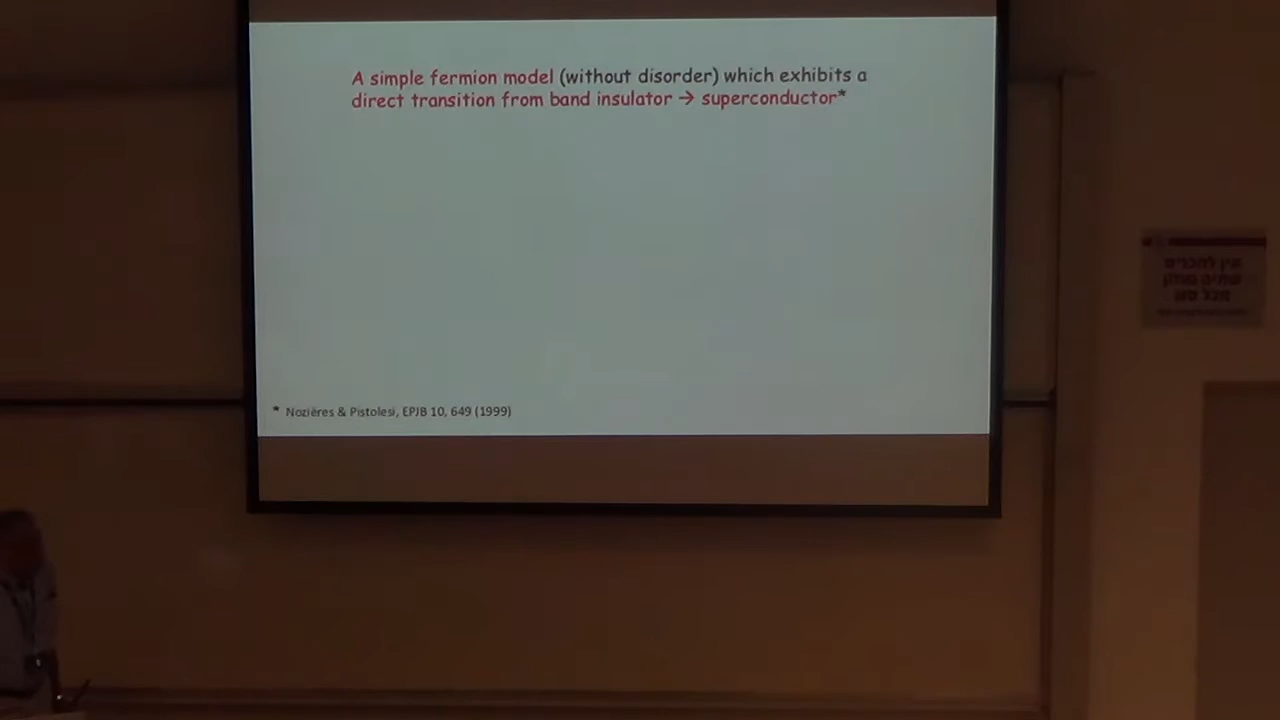 A simple fermion model (without disorder) which exhibits a
direct transition from band insulator → superconductor*
* Nozières & Pistolesi, EPJB 10, 649 (1999)